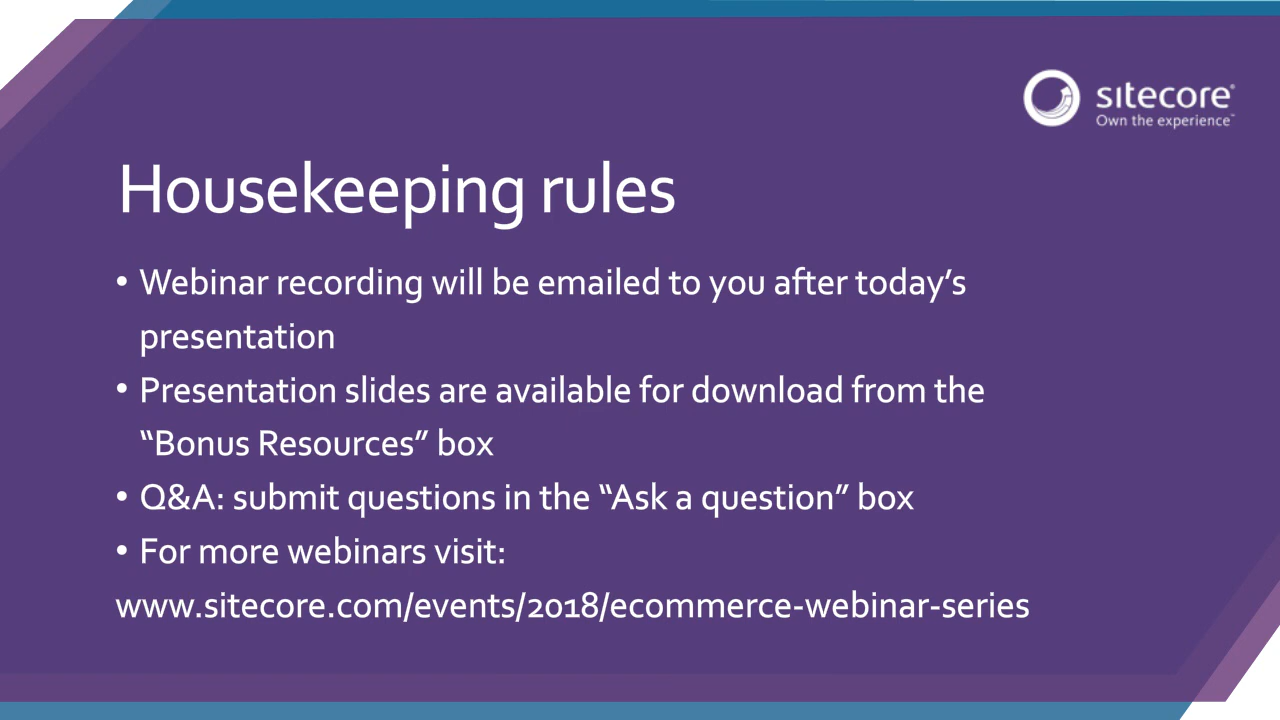 sitecore
Own the experience™
Housekeeping rules
• Webinar recording will be emailed to you after today’s
presentation
• Presentation slides are available for download from the
“Bonus Resources” box
• Q&A: submit questions in the “Ask a question” box
• For more webinars visit:
www.sitecore.com/events/2018/ecommerce-webinar-series